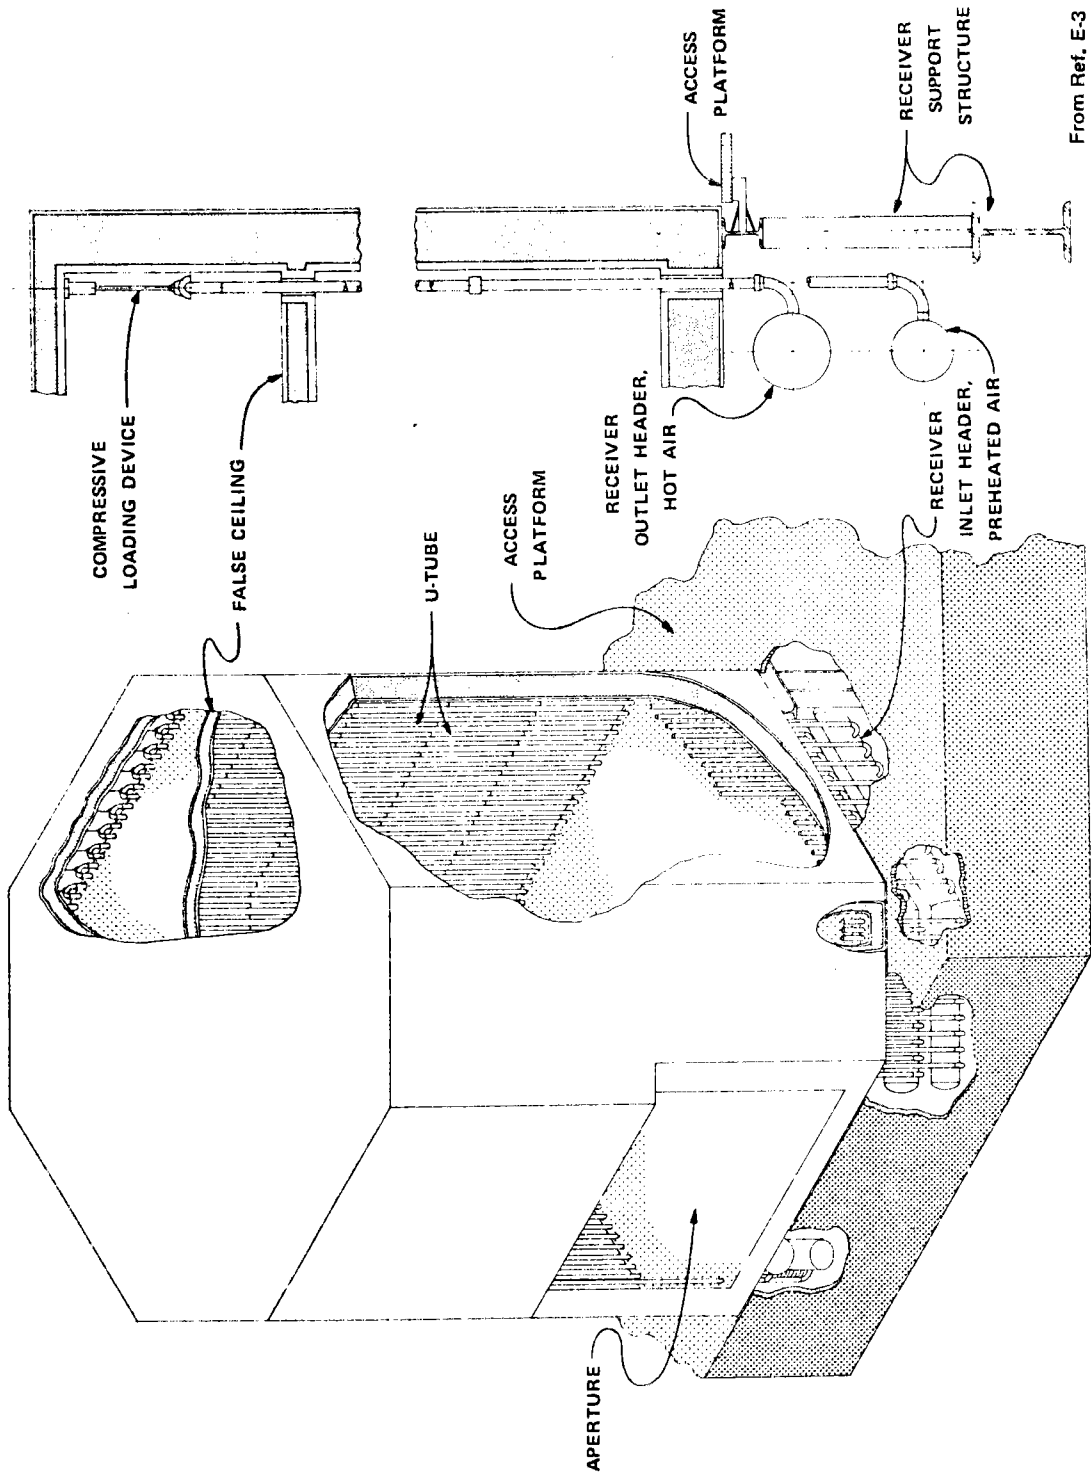 COMPRESSIVE
LOADING DEVICE
FALSE CEILING
U-TUBE
ACCESS
PLATFORM
RECEIVER
OUTLET HEADER,
HOT AIR
ACCESS
PLATFORM
RECEIVER
INLET HEADER,
PREHEATED AIR
RECEIVER
SUPPORT
STRUCTURE
APERTURE
From Ref. E-3